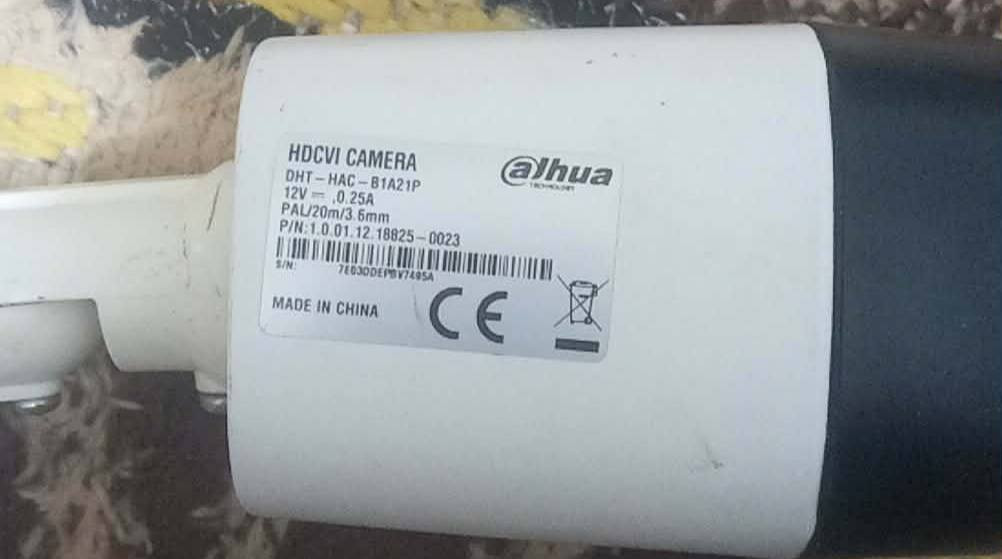 HDCVI CAMERA
alhua
TECHNOLOGY
DHT-HAC-B1A21P
12V ⎓ .0.25A
PAL/20m/3.6mm
P/N:1.0.01.12.18825-0023
S/N:
MADE IN CHINA
CE